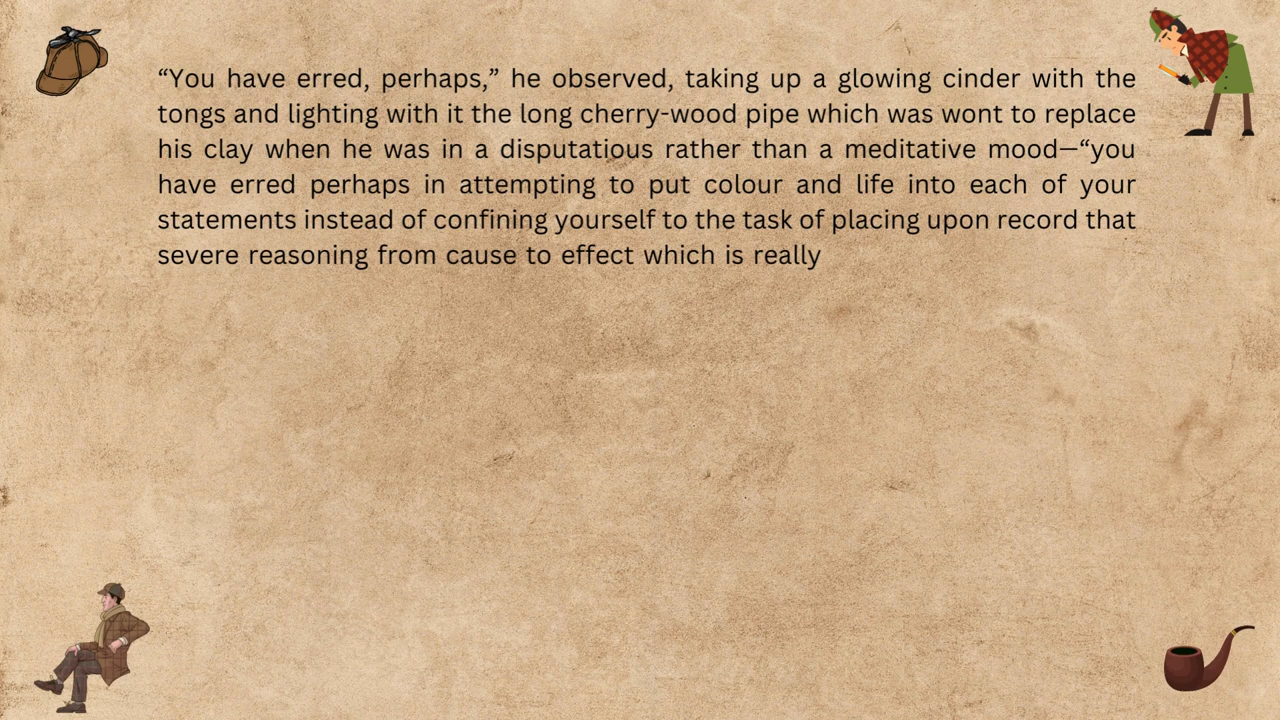 “You have erred, perhaps,” he observed, taking up a glowing cinder with the
tongs and lighting with it the long cherry-wood pipe which was wont to replace
his clay when he was in a disputatious rather than a meditative mood—“you
have erred perhaps in attempting to put colour and life into each of your
statements instead of confining yourself to the task of placing upon record that
severe reasoning from cause to effect which is really